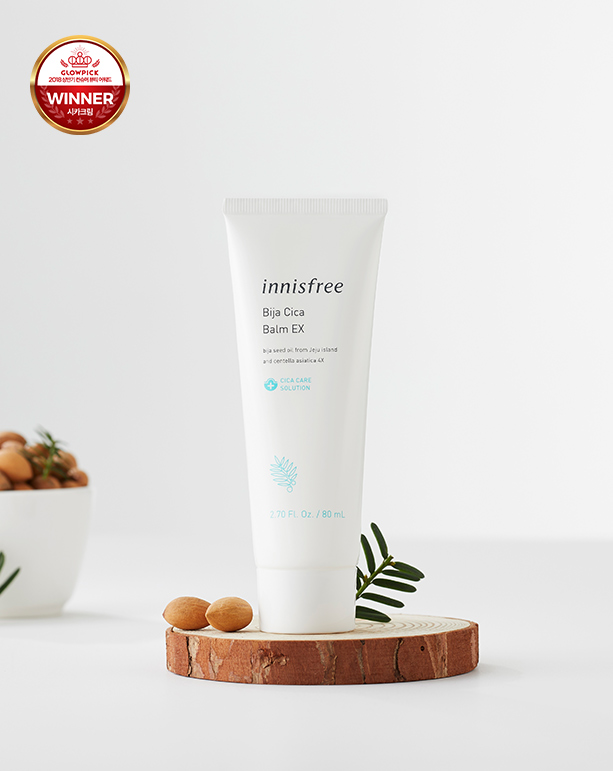 GLOWPICK
2018 상반기 컨슈머 뷰티 어워드
WINNER
시카크림
innisfree
Bija Cica
Balm EX
bija seed oil from Jeju island
and centella asiatica 4X
CICA CARE
SOLUTION
2.70 Fl. Oz. / 80 mL